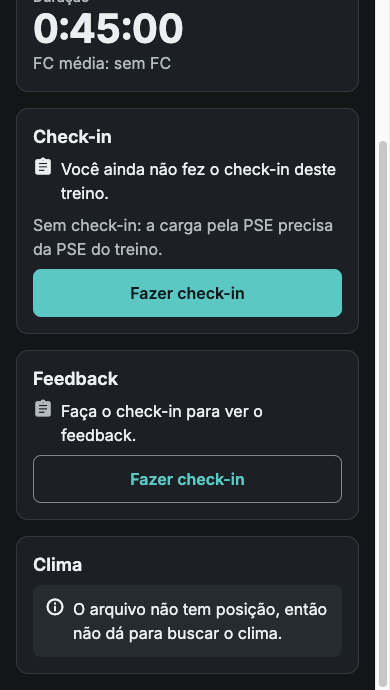 Duração
0:45:00
FC média: sem FC
Check-in
Você ainda não fez o check-in deste
treino.
Sem check-in: a carga pela PSE precisa
da PSE do treino.
Fazer check-in
Feedback
Faça o check-in para ver o
feedback.
Fazer check-in
Clima
O arquivo não tem posição, então
não dá para buscar o clima.